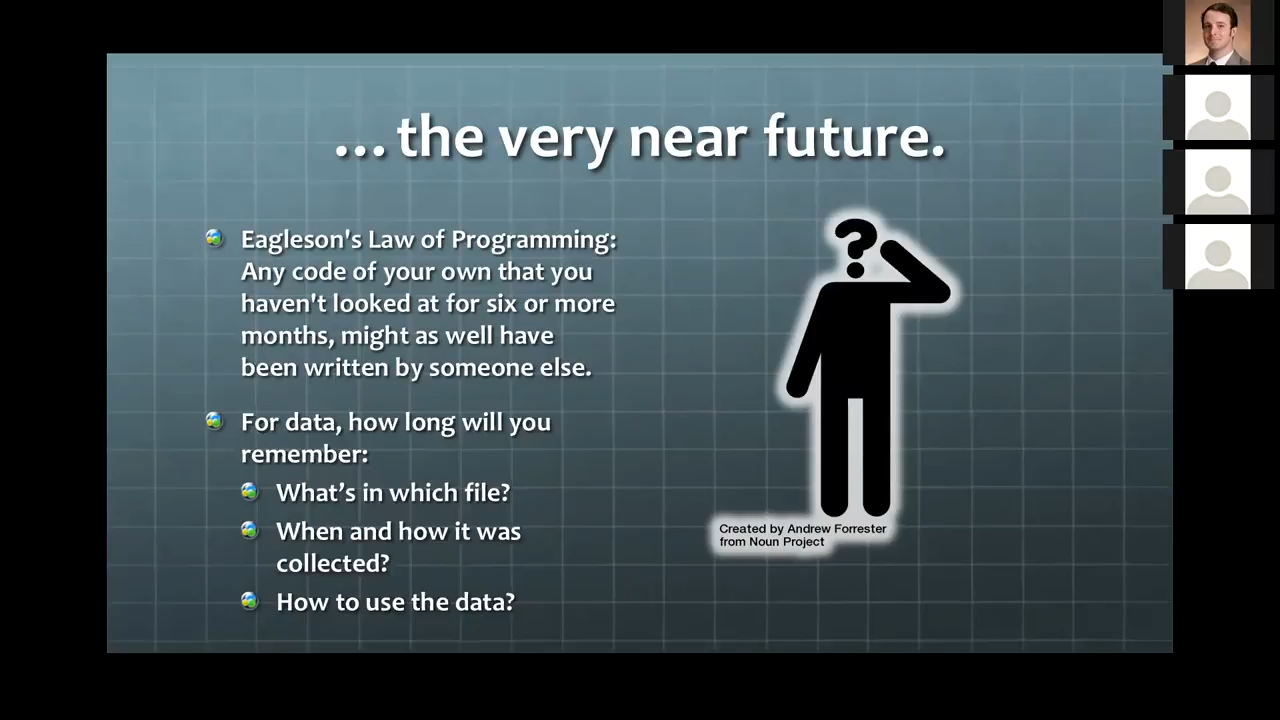 ...the very near future.
Eagleson's Law of Programming:
Any code of your own that you
haven't looked at for six or more
months, might as well have
been written by someone else.
For data, how long will you
remember:
What’s in which file?
When and how it was
collected?
How to use the data?
?
Created by Andrew Forrester
from Noun Project